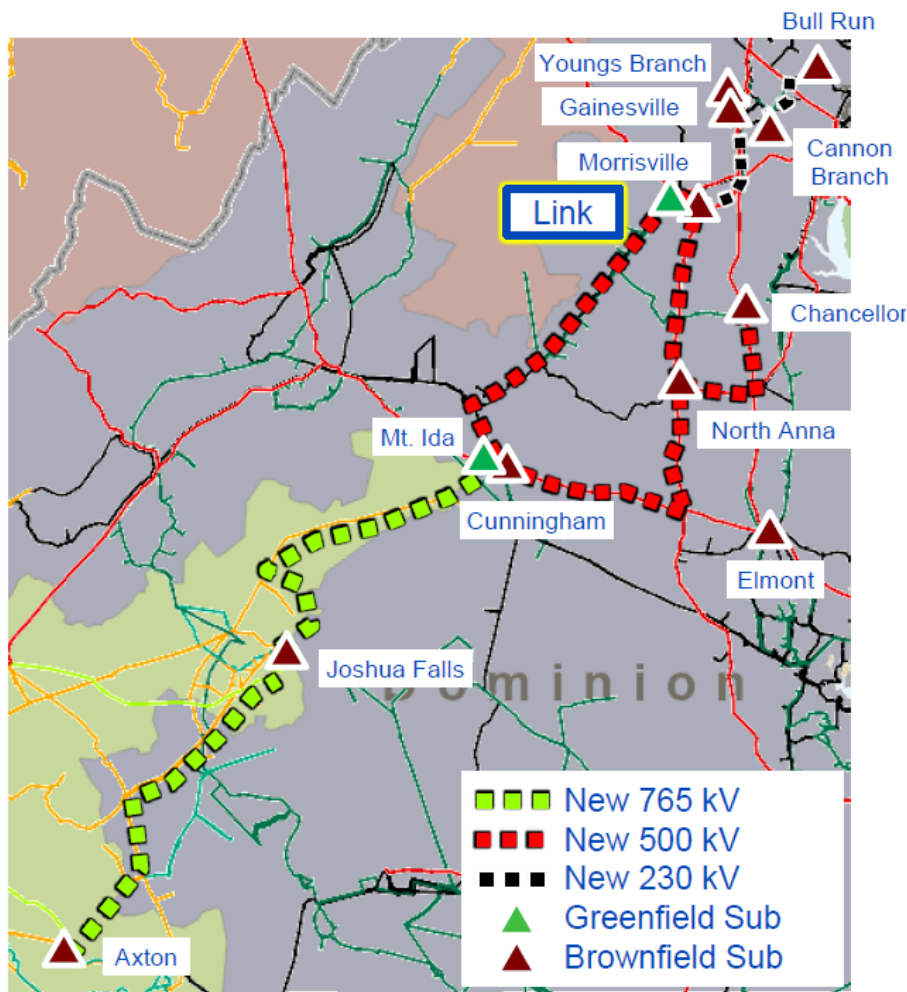 Bull Run
Youngs Branch
Gainesville
Cannon
Branch
Morrisville
Link
Chancellor
Mt. Ida
North Anna
Cunningham
Elmont
Joshua Falls
Dominion
New 765 kV
New 500 kV
New 230 kV
Greenfield Sub
Brownfield Sub
Axton